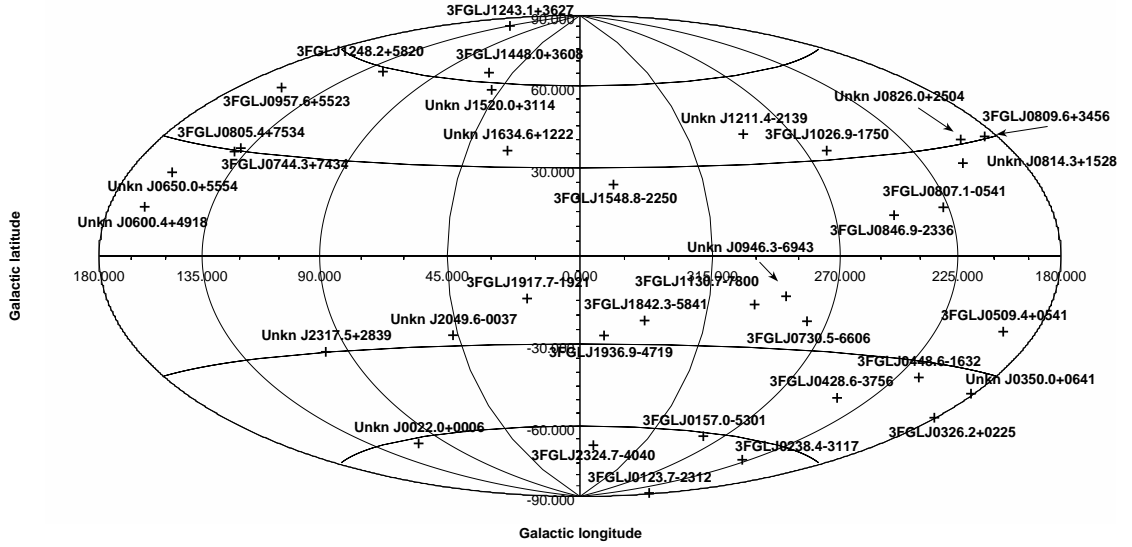 3FGLJ1243.1+3627
90.000
3FGLJ1248.2+5820
3FGLJ1448.0+3608
60.000
Unkn J0826.0+2504
3FGLJ0957.6+5523
Unkn J1520.0+3114
3FGLJ0809.6+3456
Unkn J1211.4-2139
3FGLJ0805.4+7534
Unkn J1634.6+1222
3FGLJ1026.9-1750
3FGLJ0744.3+7434
Unkn J0814.3+1528
30.000
Unkn J0650.0+5554
3FGLJ0807.1-0541
3FGLJ1548.8-2250
Unkn J0600.4+4918
3FGLJ0846.9-2336
Galactic latitude
Unkn J0946.3-6943
180.000 135.000 90.000 45.000 0.000 315.000 270.000 225.000 180.000
3FGLJ1917.7-1921
3FGLJ1130.7-7800
3FGLJ1842.3-5841
Unkn J2049.6-0037
3FGLJ0509.4+0541
Unkn J2317.5+2839
3FGLJ0730.5-6606
-30.000
3FGLJ1936.9-4719
3FGLJ0448.6-1632
3FGLJ0428.6-3756
Unkn J0350.0+0641
3FGLJ0157.0-5301
Unkn J0022.0+0006
-60.000
3FGLJ0326.2+0225
3FGLJ0238.4-3117
3FGLJ2324.7-4040
3FGLJ0123.7-2312
-90.000
Galactic longitude